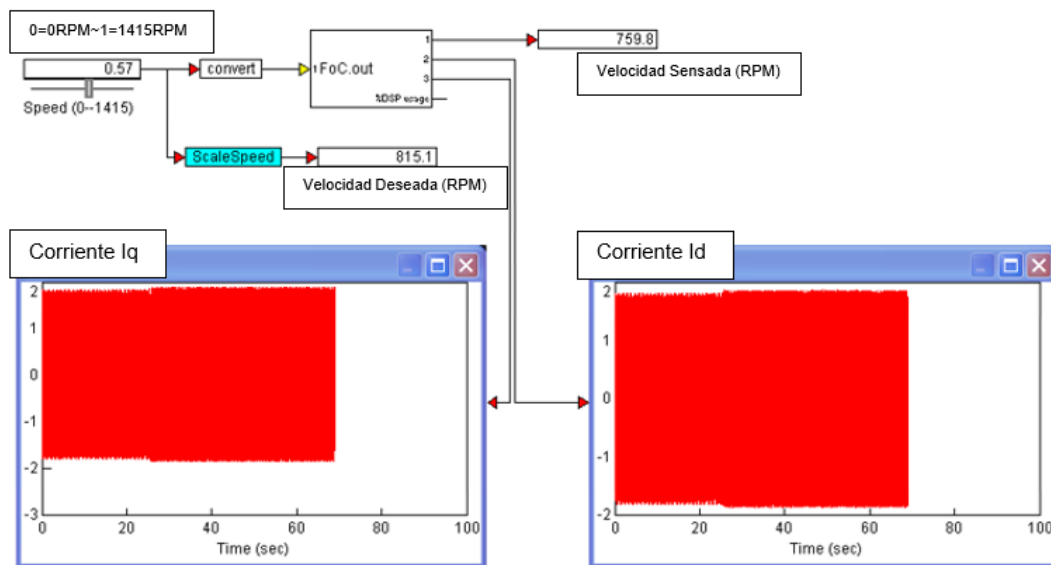 0=0RPM~1=1415RPM
0.57
Speed (0--1415)
convert
1 FoC.out
1
2
3
%DSP usage
759.8
Velocidad Sensada (RPM)
ScaleSpeed
815.1
Velocidad Deseada (RPM)
Corriente Iq
2
1
0
-1
-2
-3
0 20 40 60 80 100
Time (sec)
Corriente Id
2
1
0
-1
-2
0 20 40 60 80 100
Time (sec)